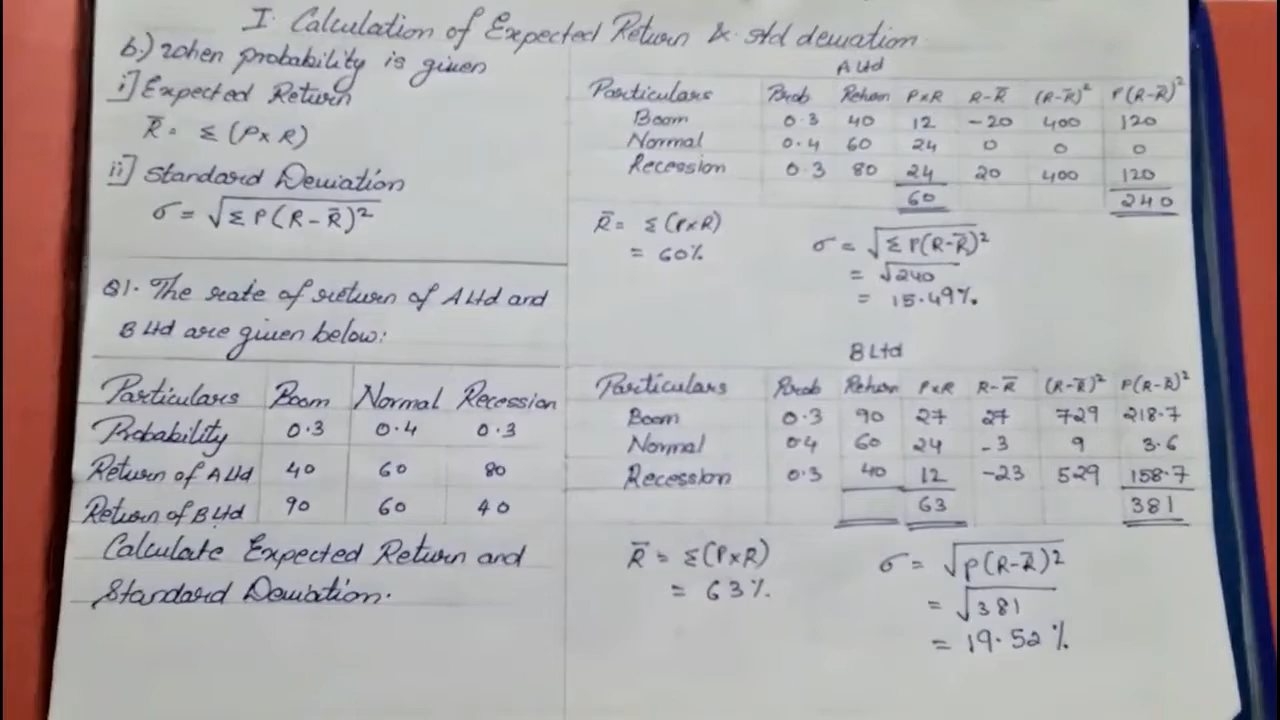 I. Calculation of Expected Return & std deviation
b.) when probability is given
i] Expected Return
R̄ = Σ (P×R)
ii] Standard Deviation
σ = √ΣP(R-R̄)²
Q1. The rate of return of A Ltd and
B Ltd are given below:
Particulars Boom Normal Recession
Probability 0.3 0.4 0.3
Return of A Ltd 40 60 80
Return of B Ltd 90 60 40
Calculate Expected Return and
Standard Deviation.
A Ltd
Particulars Prob Return P×R R-R̄ (R-R̄)² P(R-R̄)²
Boom 0.3 40 12 -20 400 120
Normal 0.4 60 24 0 0 0
Recession 0.3 80 24 20 400 120
60 240
R̄ = Σ (P×R)
= 60%
σ = √ΣP(R-R̄)²
= √240
= 15.49%
B Ltd
Particulars Prob Return P×R R-R̄ (R-R̄)² P(R-R̄)²
Boom 0.3 90 27 27 729 218.7
Normal 0.4 60 24 -3 9 3.6
Recession 0.3 40 12 -23 529 158.7
63 381
R̄ = Σ(P×R)
= 63%
σ = √P(R-R̄)²
= √381
= 19.52%